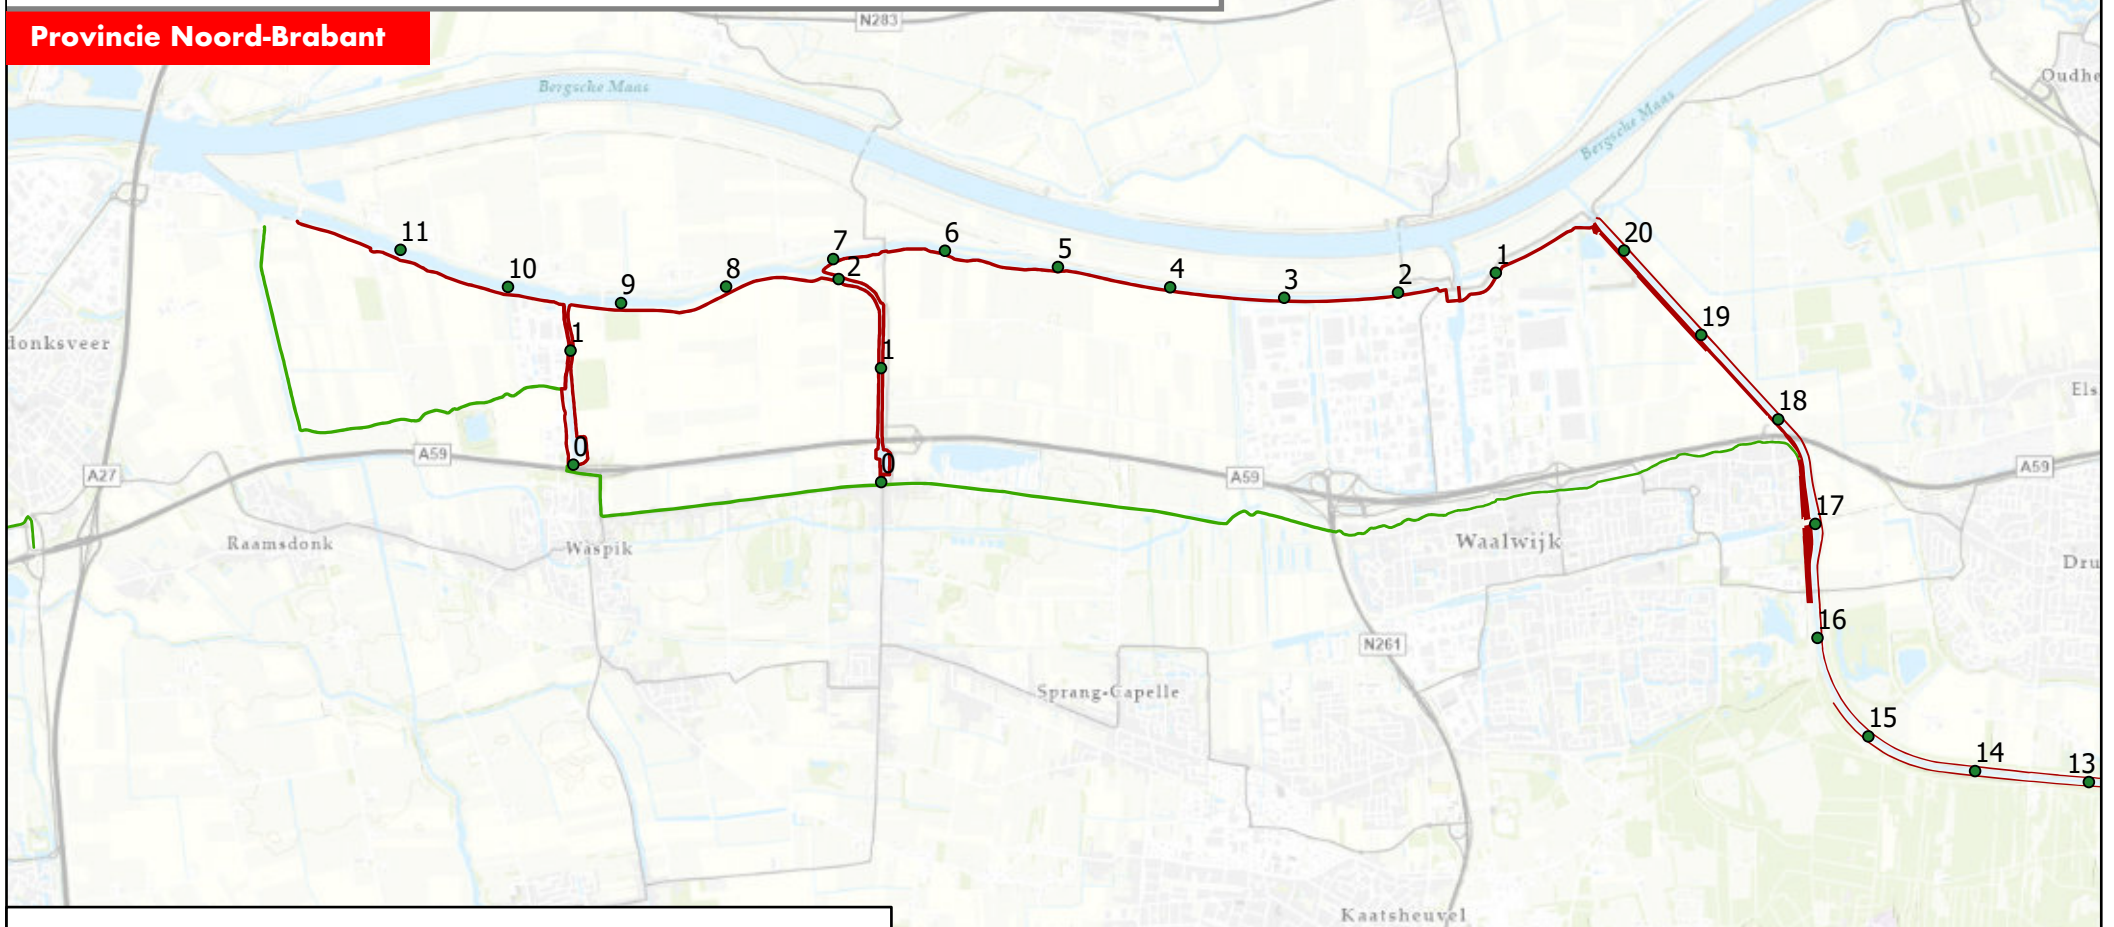 N283
Provincie Noord-Brabant
Bergsche Maas
Bergsche Maas
Oudhe
11
10
9
8
7
2
6
5
4
3
2
1
20
19
18
17
16
15
14
13
1
0
1
0
donksveer
Els
A59
A27
A59
A59
Raamsdonk
Waspik
Waalwijk
Dru
N261
Sprang-Capelle
Kaatsheuvel